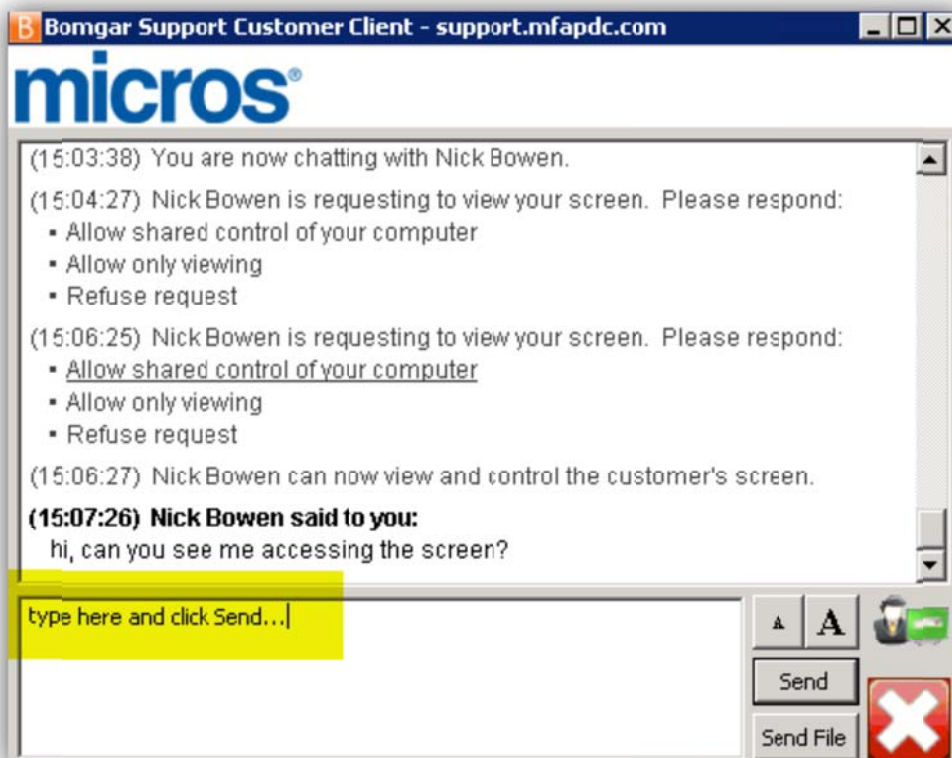 Bomgar Support Customer Client - support.mfapdc.com
micros®
(15:03:38) You are now chatting with Nick Bowen.
(15:04:27) Nick Bowen is requesting to view your screen. Please respond:
▪ Allow shared control of your computer
▪ Allow only viewing
▪ Refuse request
(15:06:25) Nick Bowen is requesting to view your screen. Please respond:
▪ Allow shared control of your computer
▪ Allow only viewing
▪ Refuse request
(15:06:27) Nick Bowen can now view and control the customer's screen.
(15:07:26) Nick Bowen said to you:
hi, can you see me accessing the screen?
type here and click Send...
A A
Send
Send File